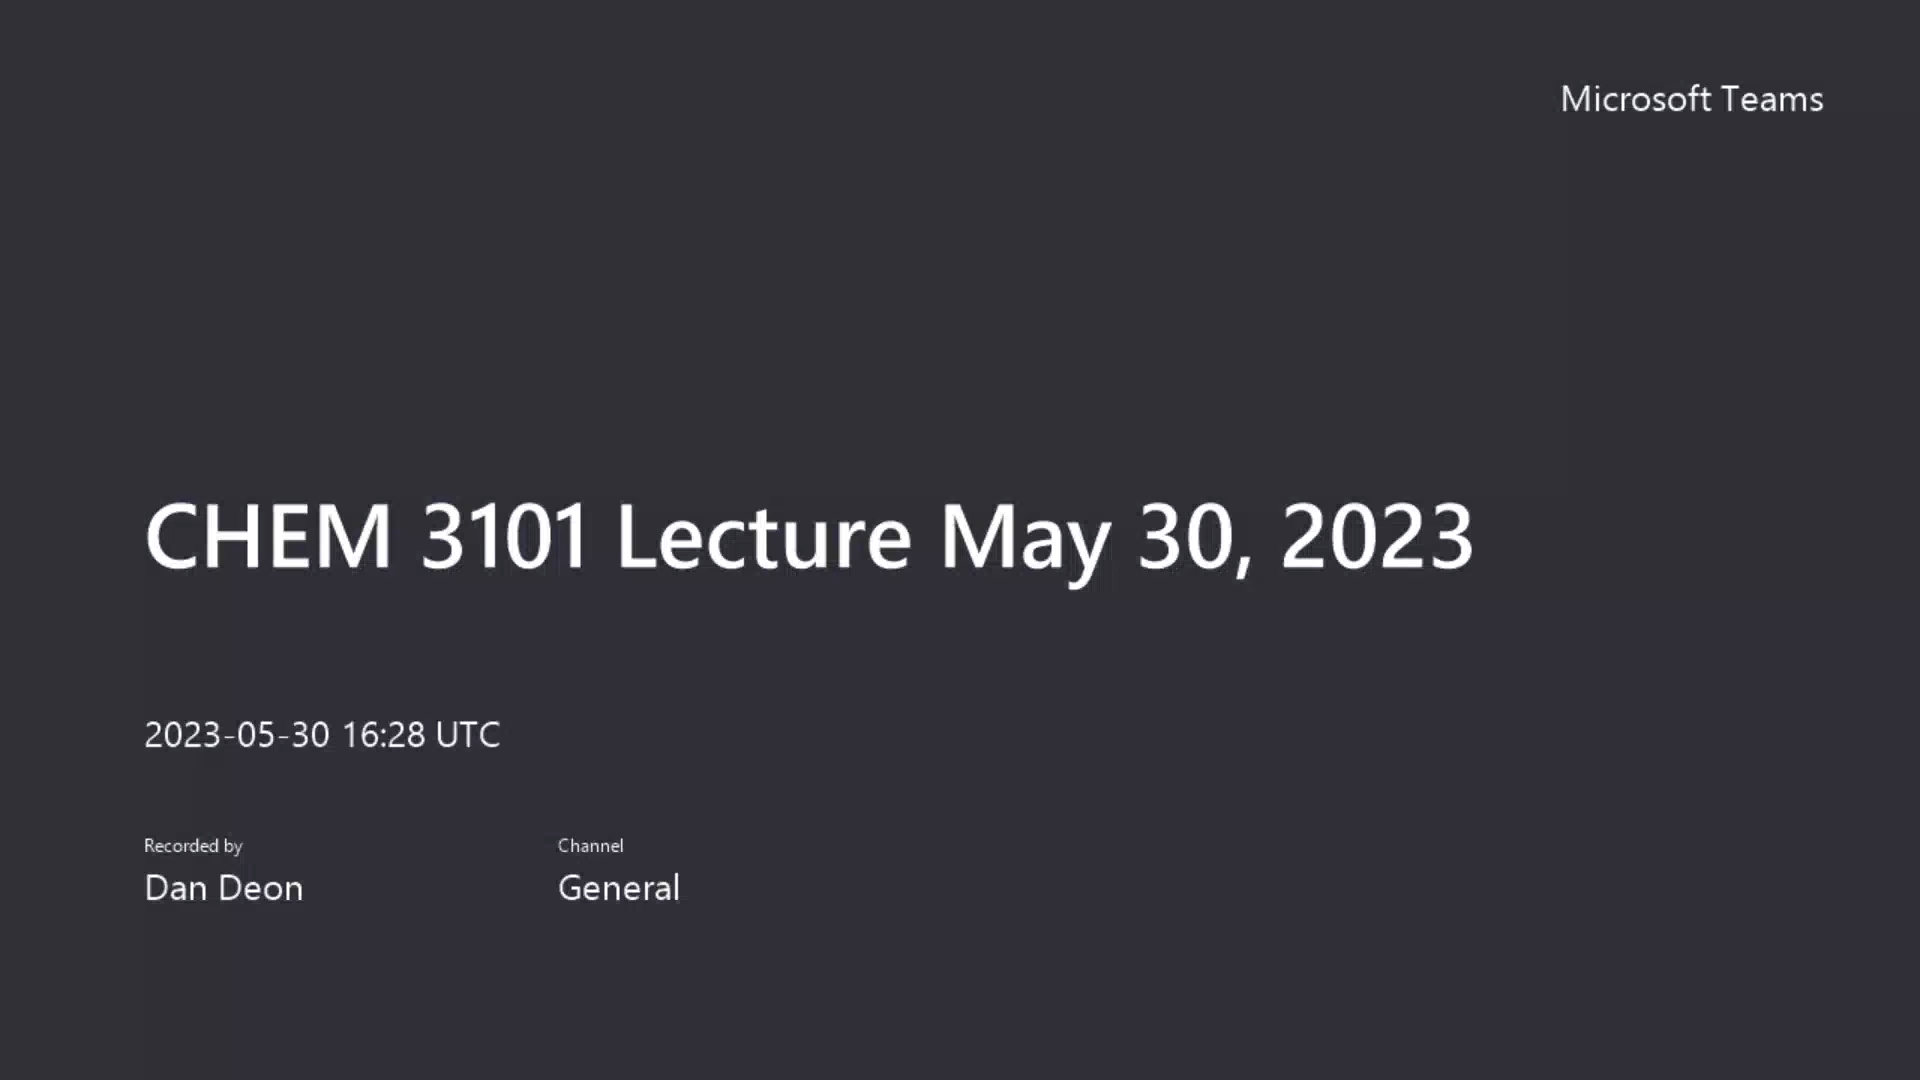 Microsoft Teams
CHEM 3101 Lecture May 30, 2023
2023-05-30 16:28 UTC
Recorded by
Dan Deon
Channel
General